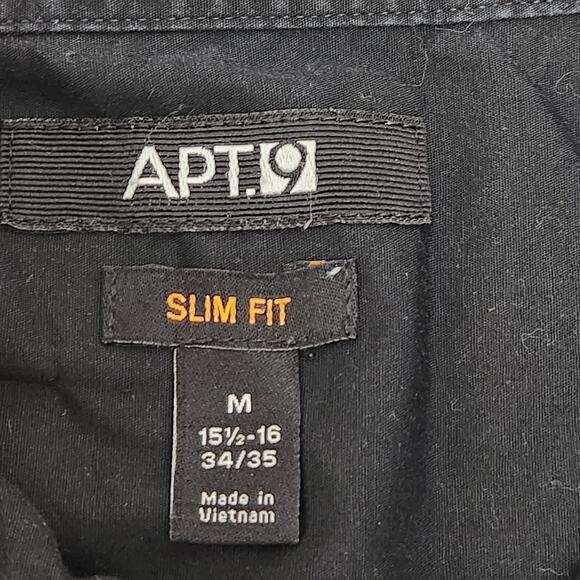 APT.9
SLIM FIT
M
15½-16
34/35
Made in
Vietnam